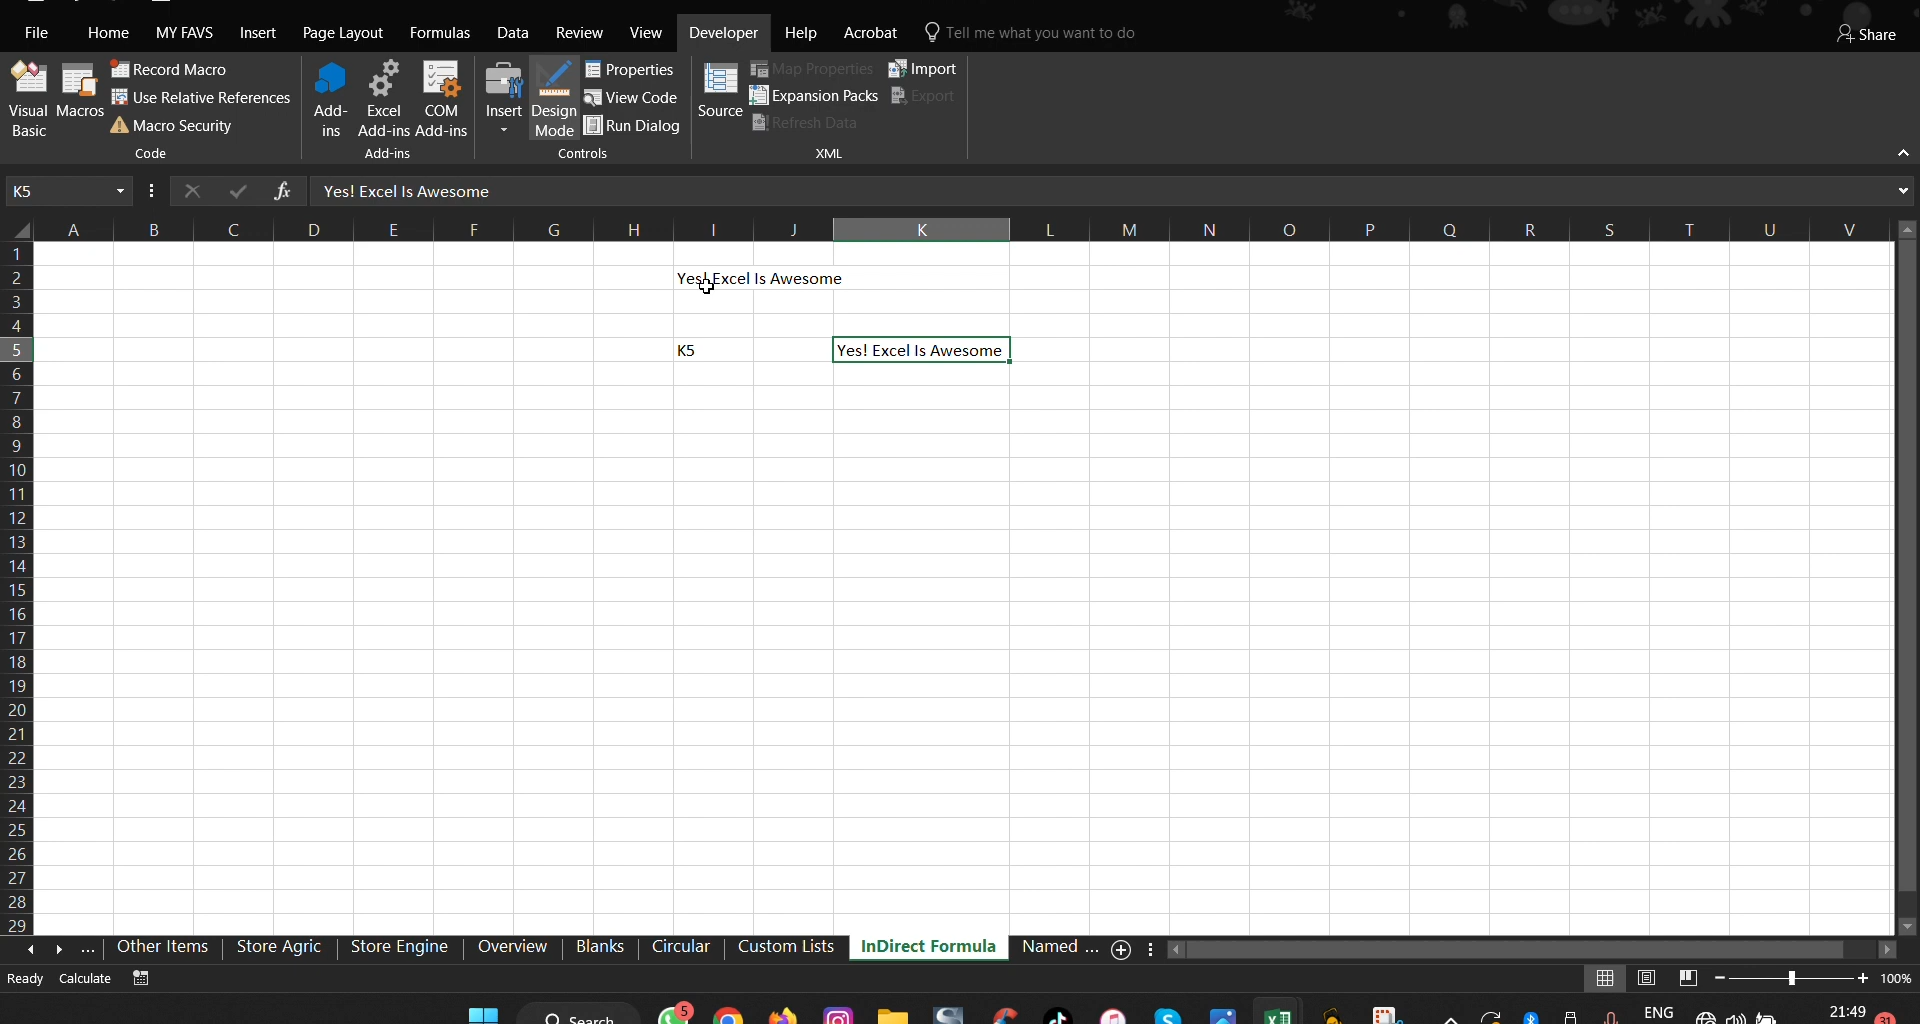 File Home MY FAVS Insert Page Layout Formulas Data Review View Developer Help Acrobat Tell me what you want to do Share
Visual Basic
Macros
Record Macro
Use Relative References
Macro Security
Code
Add-ins
Excel Add-ins
COM Add-ins
Add-ins
Insert
Design Mode
Properties
View Code
Run Dialog
Controls
Source
Map Properties
Expansion Packs
Refresh Data
Import
Export
XML
K5 fx Yes! Excel Is Awesome
A B C D E F G H I J K L M N O P Q R S T U V
1
2 Yes! Excel Is Awesome
3
4
5 K5 Yes! Excel Is Awesome
6
7
8
9
10
11
12
13
14
15
16
17
18
19
20
21
22
23
24
25
26
27
28
29
... Other Items Store Agric Store Engine Overview Blanks Circular Custom Lists InDirect Formula Named ...
Ready Calculate 100%
Search 5 ENG 21:49 31